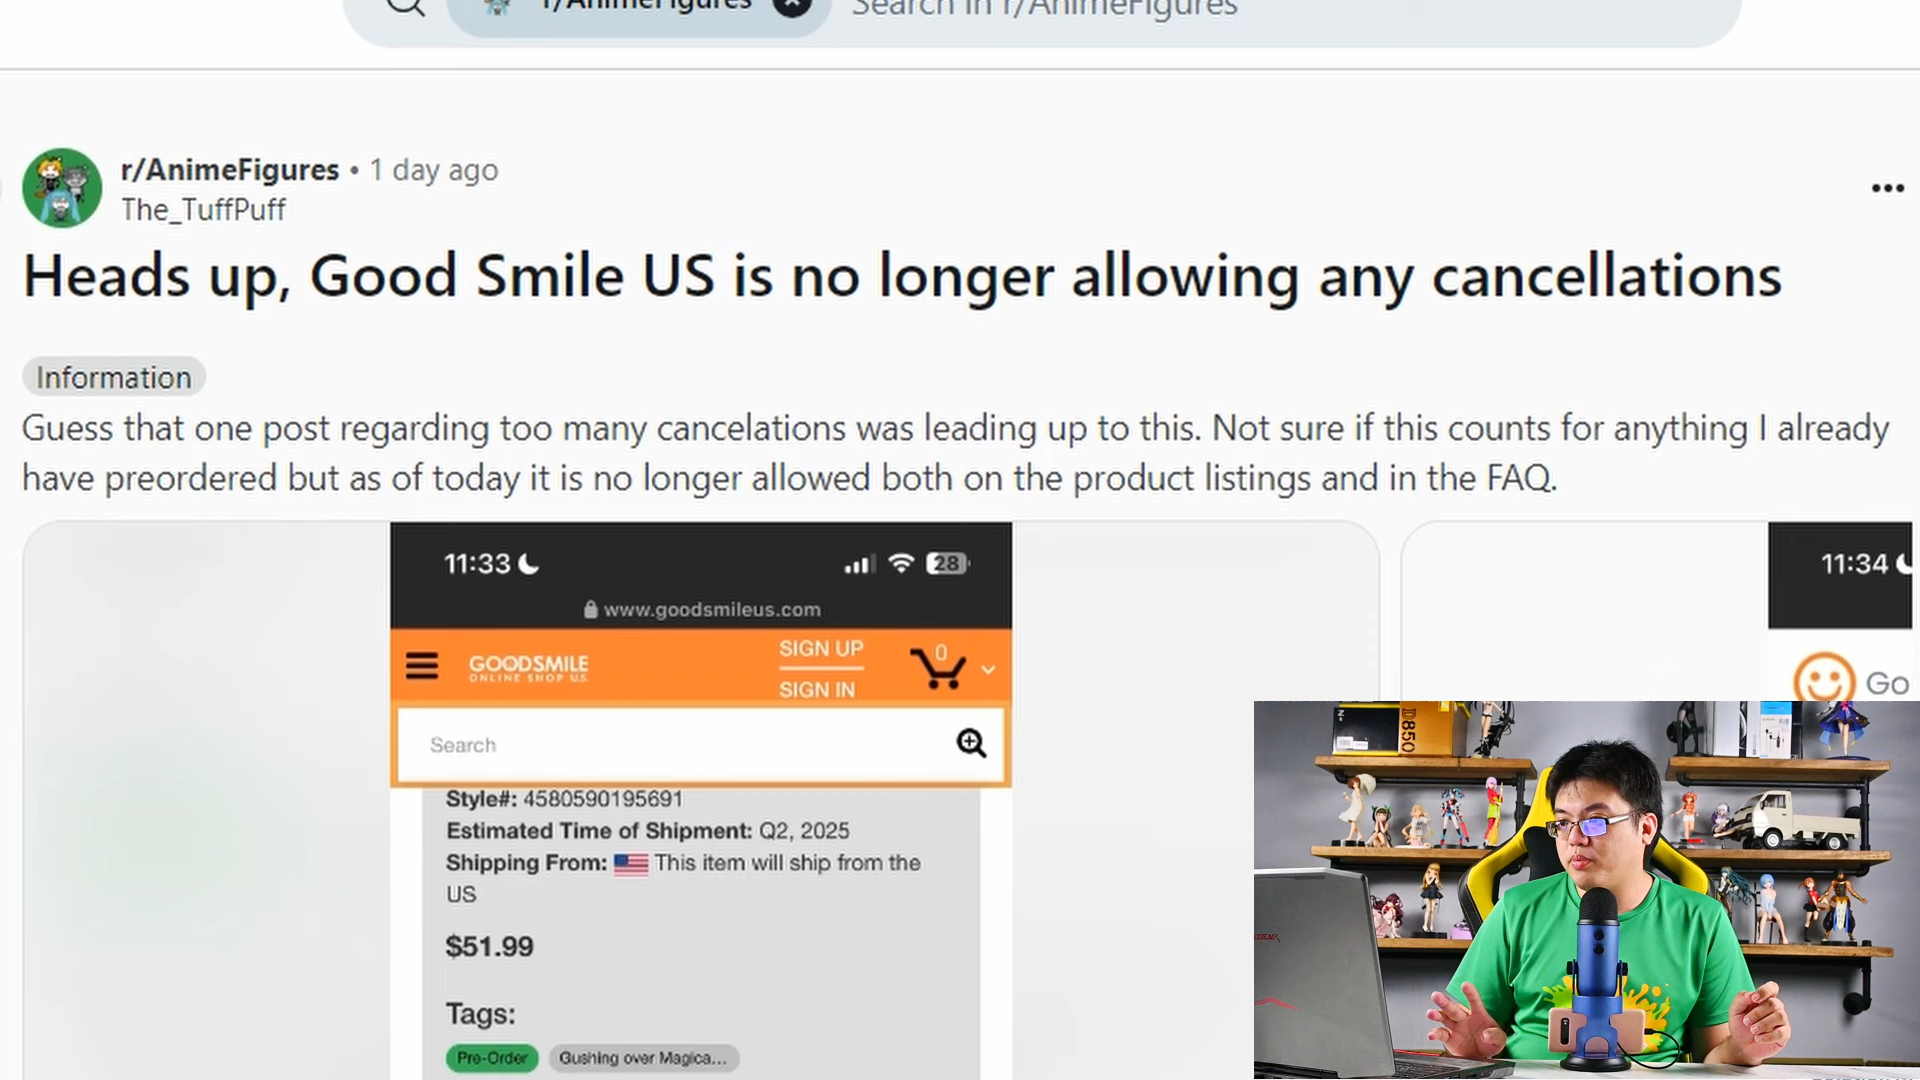 r/AnimeFigures
Search in r/AnimeFigures
r/AnimeFigures • 1 day ago
The_TuffPuff
Heads up, Good Smile US is no longer allowing any cancellations
Information
Guess that one post regarding too many cancelations was leading up to this. Not sure if this counts for anything I already
have preordered but as of today it is no longer allowed both on the product listings and in the FAQ.
11:33
28
www.goodsmileus.com
GOODSMILE
ONLINE SHOP US
SIGN UP
SIGN IN
0
Search
Style#: 4580590195691
Estimated Time of Shipment: Q2, 2025
Shipping From: This item will ship from the
US
$51.99
Tags:
Pre-Order
Gushing over Magica...
11:34
Go
D850